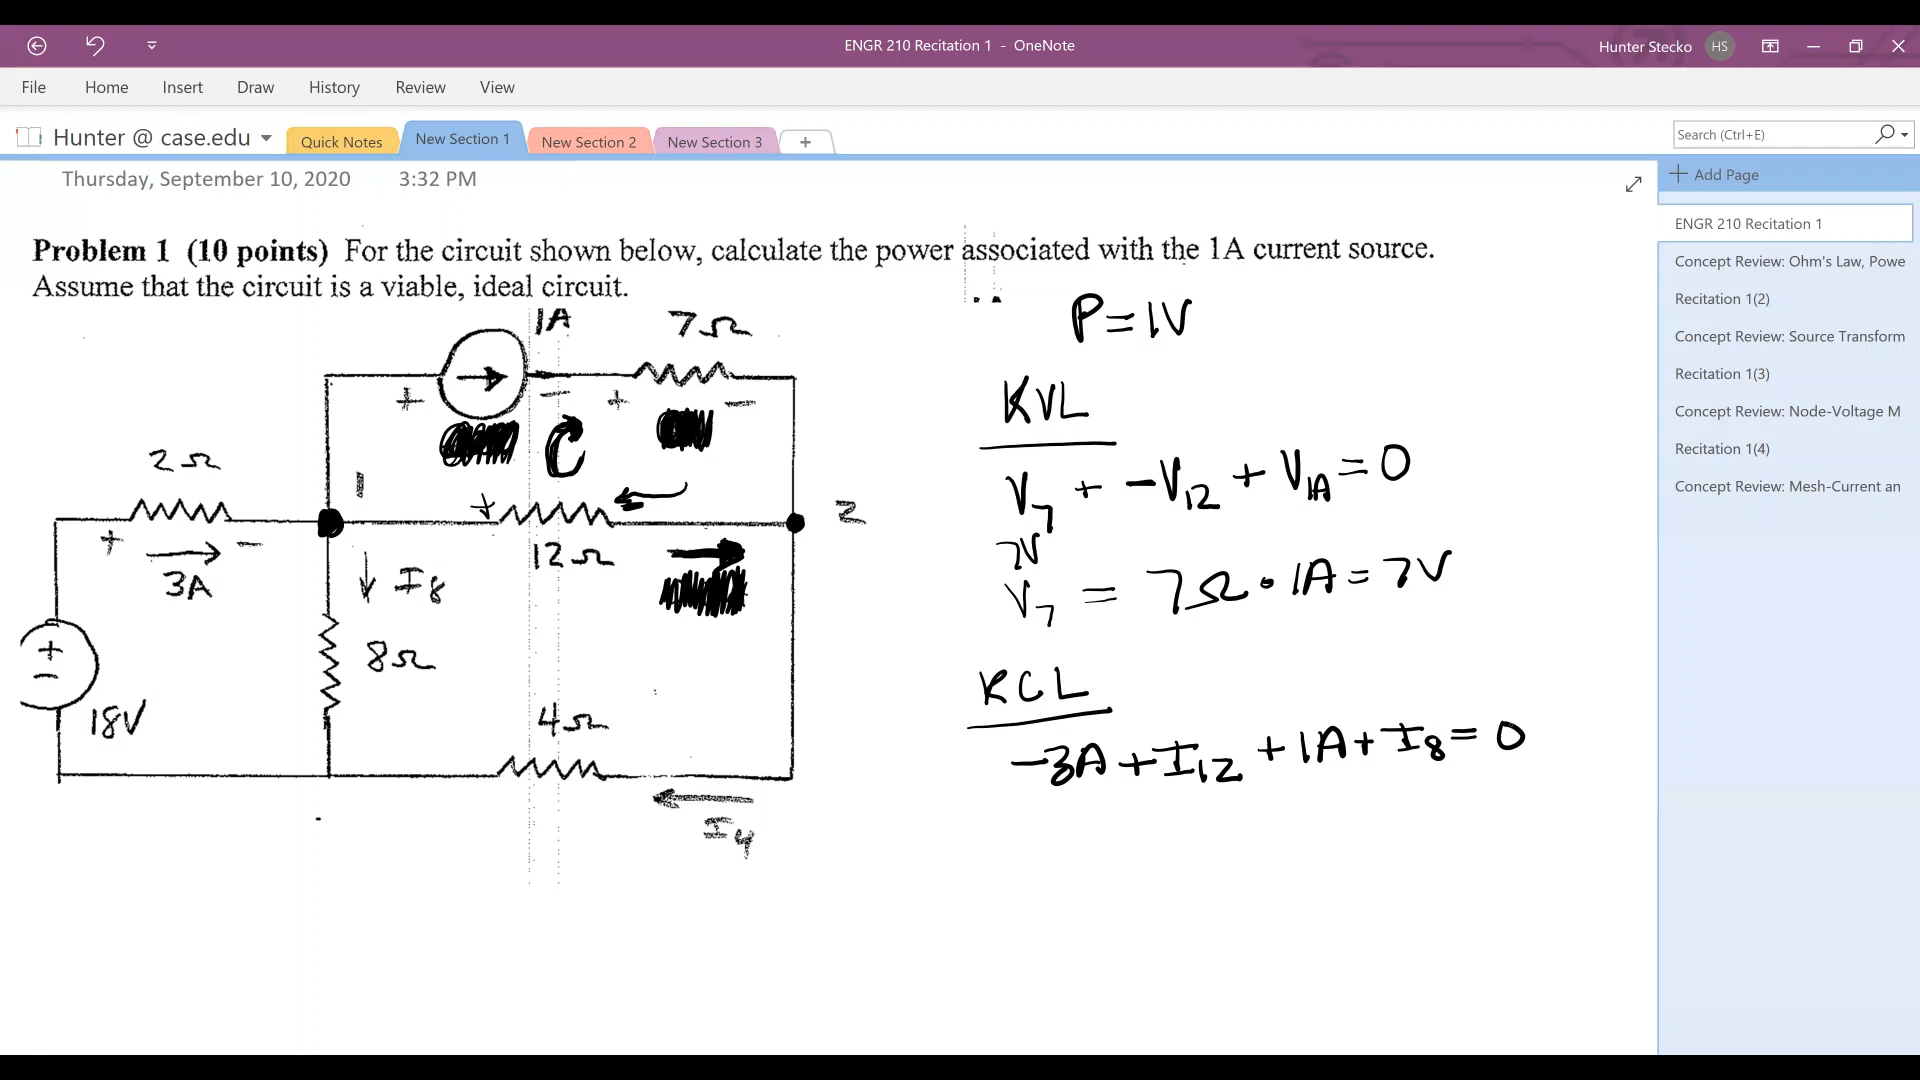 ENGR 210 Recitation 1 - OneNote
Hunter Stecko HS
File Home Insert Draw History Review View
Hunter @ case.edu Quick Notes New Section 1 New Section 2 New Section 3 +
Search (Ctrl+E)
Thursday, September 10, 2020 3:32 PM
Add Page
ENGR 210 Recitation 1
Concept Review: Ohm's Law, Powe
Recitation 1(2)
Concept Review: Source Transform
Recitation 1(3)
Concept Review: Node-Voltage M
Recitation 1(4)
Concept Review: Mesh-Current an
Problem 1 (10 points) For the circuit shown below, calculate the power associated with the 1A current source.
Assume that the circuit is a viable, ideal circuit.
1A
7Ω
+ - + -
2Ω
1
+
2
12Ω
+ -
3A
I8
8Ω
+
-
18V
4Ω
I4
P=IV
KVL
V7 + -V12 + V1A = 0
7V
V7 = 7Ω • 1A = 7V
KCL
-3A + I12 + 1A + I8 = 0